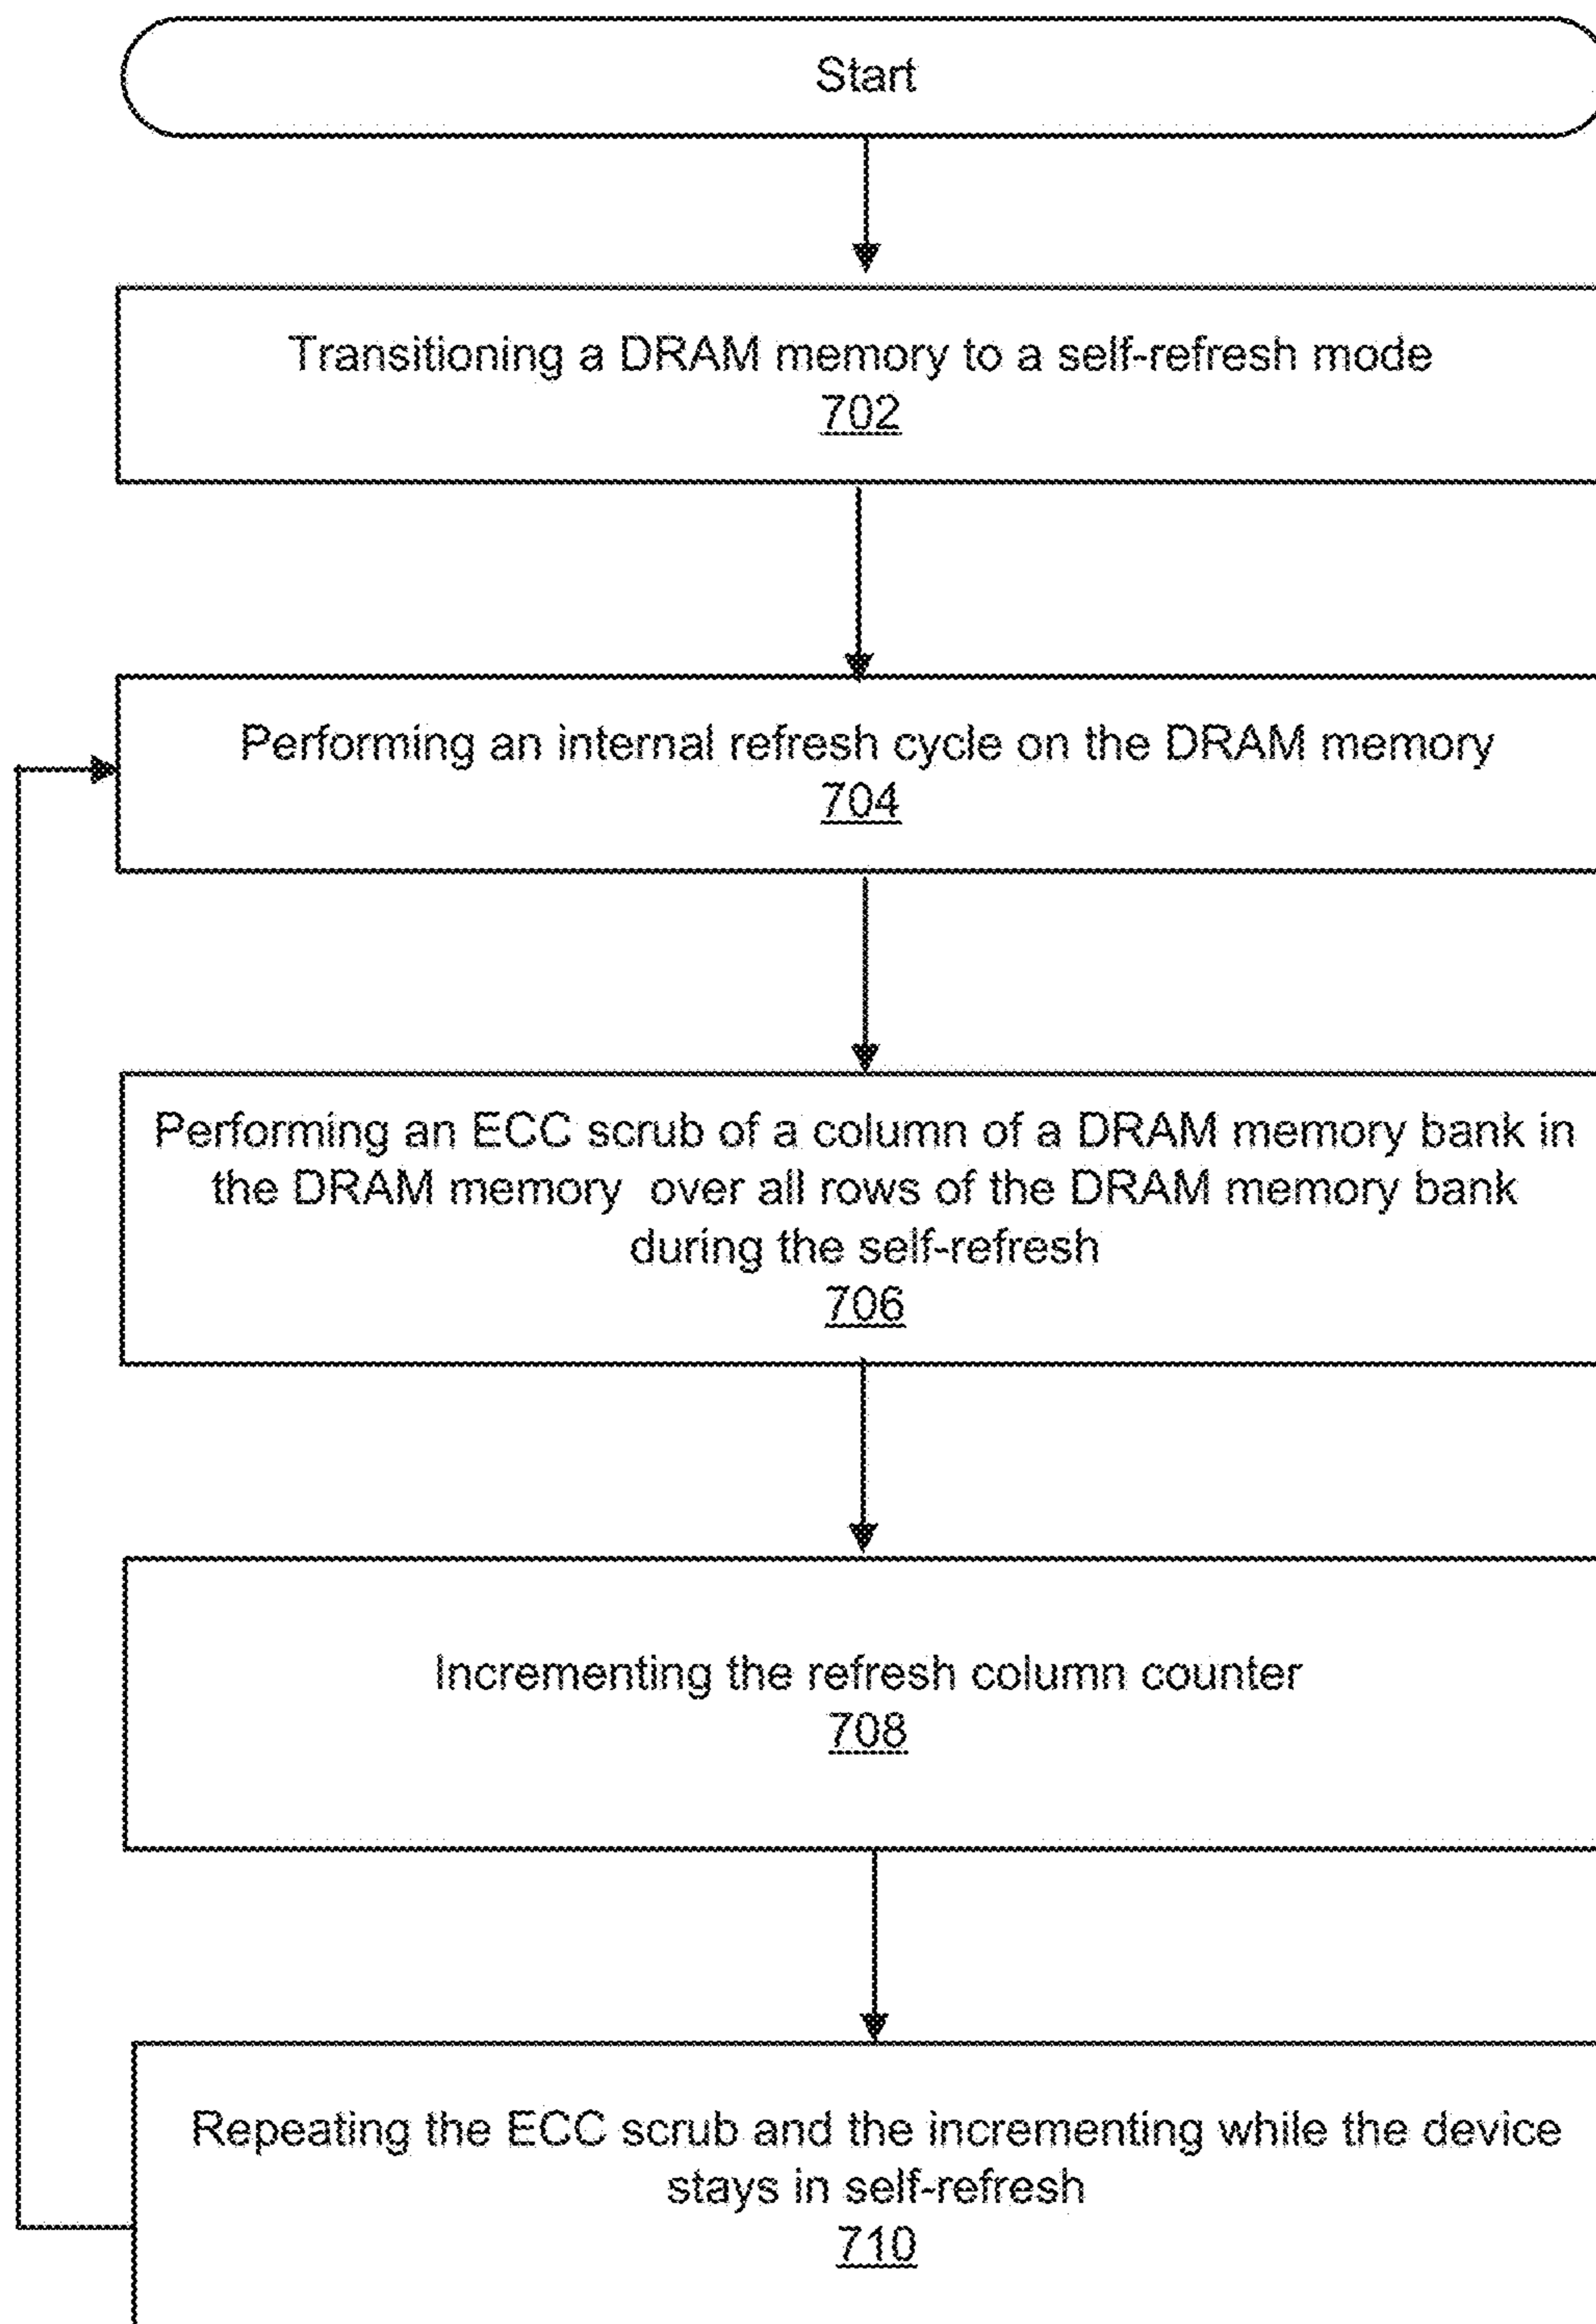 Start
Transitioning a DRAM memory to a self-refresh mode
702
Performing an internal refresh cycle on the DRAM memory
704
Performing an ECC scrub of a column of a DRAM memory bank in
the DRAM memory over all rows of the DRAM memory bank
during the self-refresh
706
Incrementing the refresh column counter
708
Repeating the ECC scrub and the incrementing while the device
stays in self-refresh
710